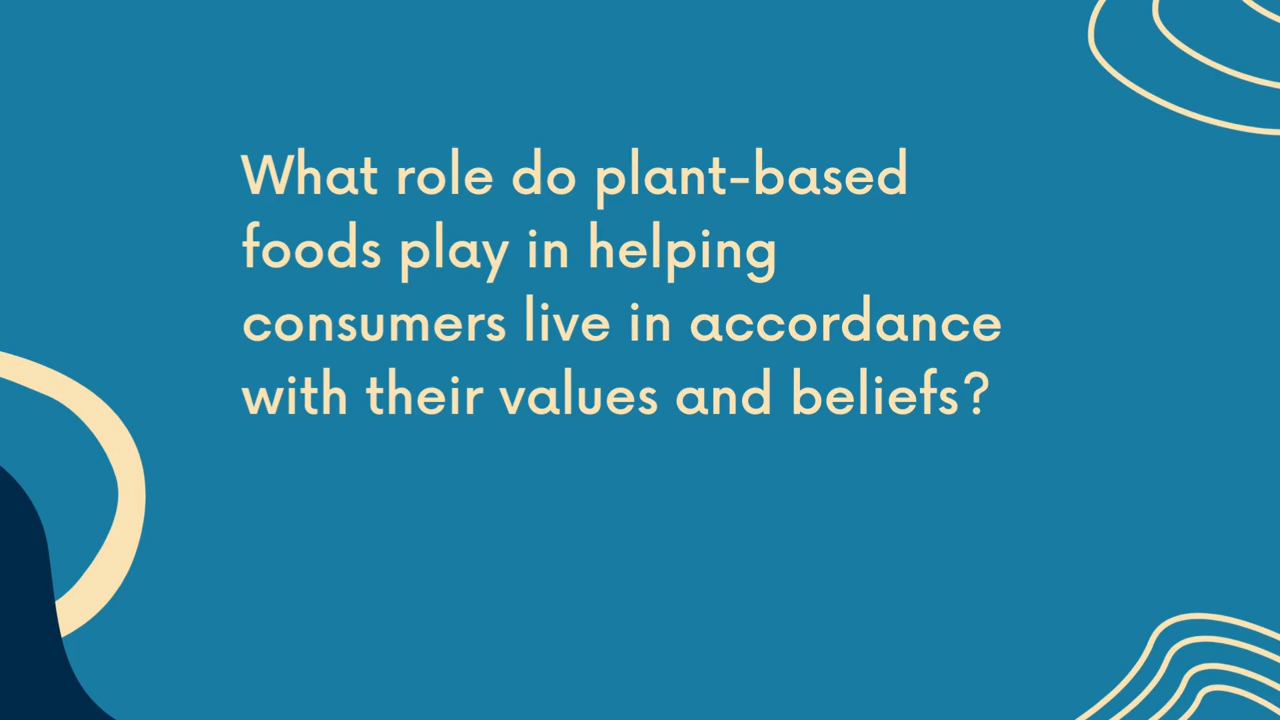 What role do plant-based
foods play in helping
consumers live in accordance
with their values and beliefs?